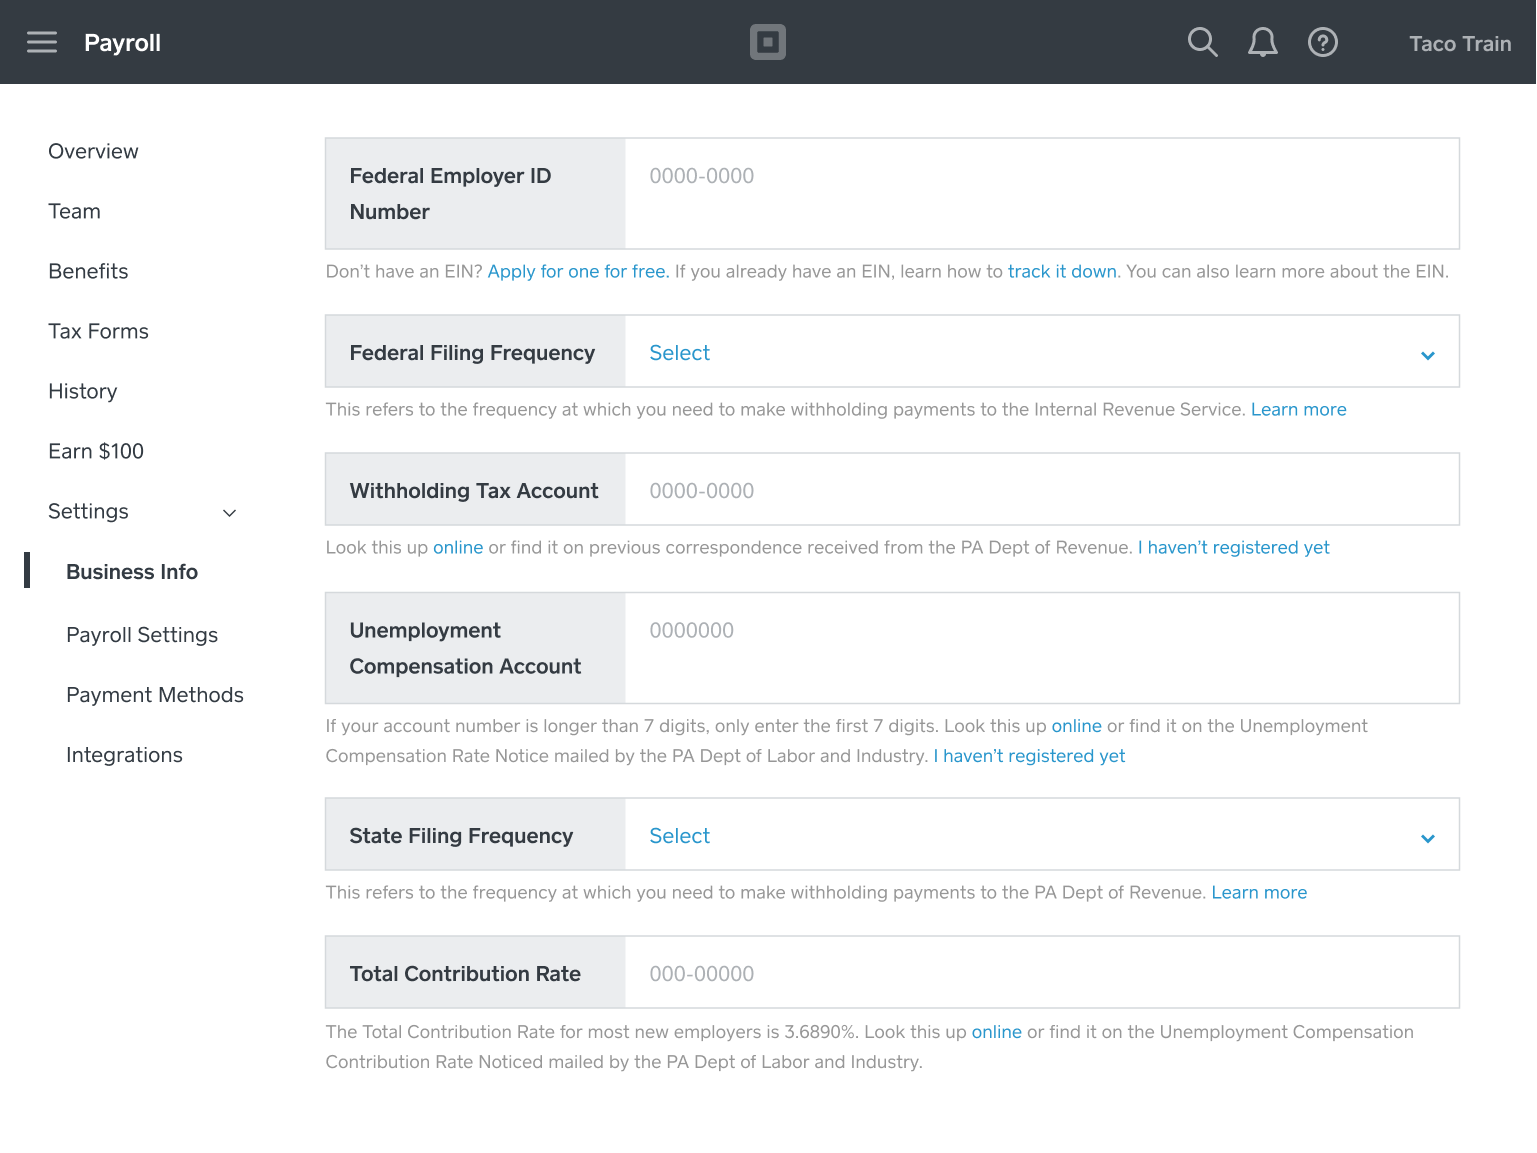 Payroll
Taco Train
Overview
Team
Benefits
Tax Forms
History
Earn $100
Settings
Business Info
Payroll Settings
Payment Methods
Integrations
Federal Employer ID
Number
0000-0000
Don't have an EIN? Apply for one for free. If you already have an EIN, learn how to track it down. You can also learn more about the EIN.
Federal Filing Frequency
Select
This refers to the frequency at which you need to make withholding payments to the Internal Revenue Service. Learn more
Withholding Tax Account
0000-0000
Look this up online or find it on previous correspondence received from the PA Dept of Revenue. I haven't registered yet
Unemployment
Compensation Account
0000000
If your account number is longer than 7 digits, only enter the first 7 digits. Look this up online or find it on the Unemployment
Compensation Rate Notice mailed by the PA Dept of Labor and Industry. I haven't registered yet
State Filing Frequency
Select
This refers to the frequency at which you need to make withholding payments to the PA Dept of Revenue. Learn more
Total Contribution Rate
000-00000
The Total Contribution Rate for most new employers is 3.6890%. Look this up online or find it on the Unemployment Compensation
Contribution Rate Noticed mailed by the PA Dept of Labor and Industry.